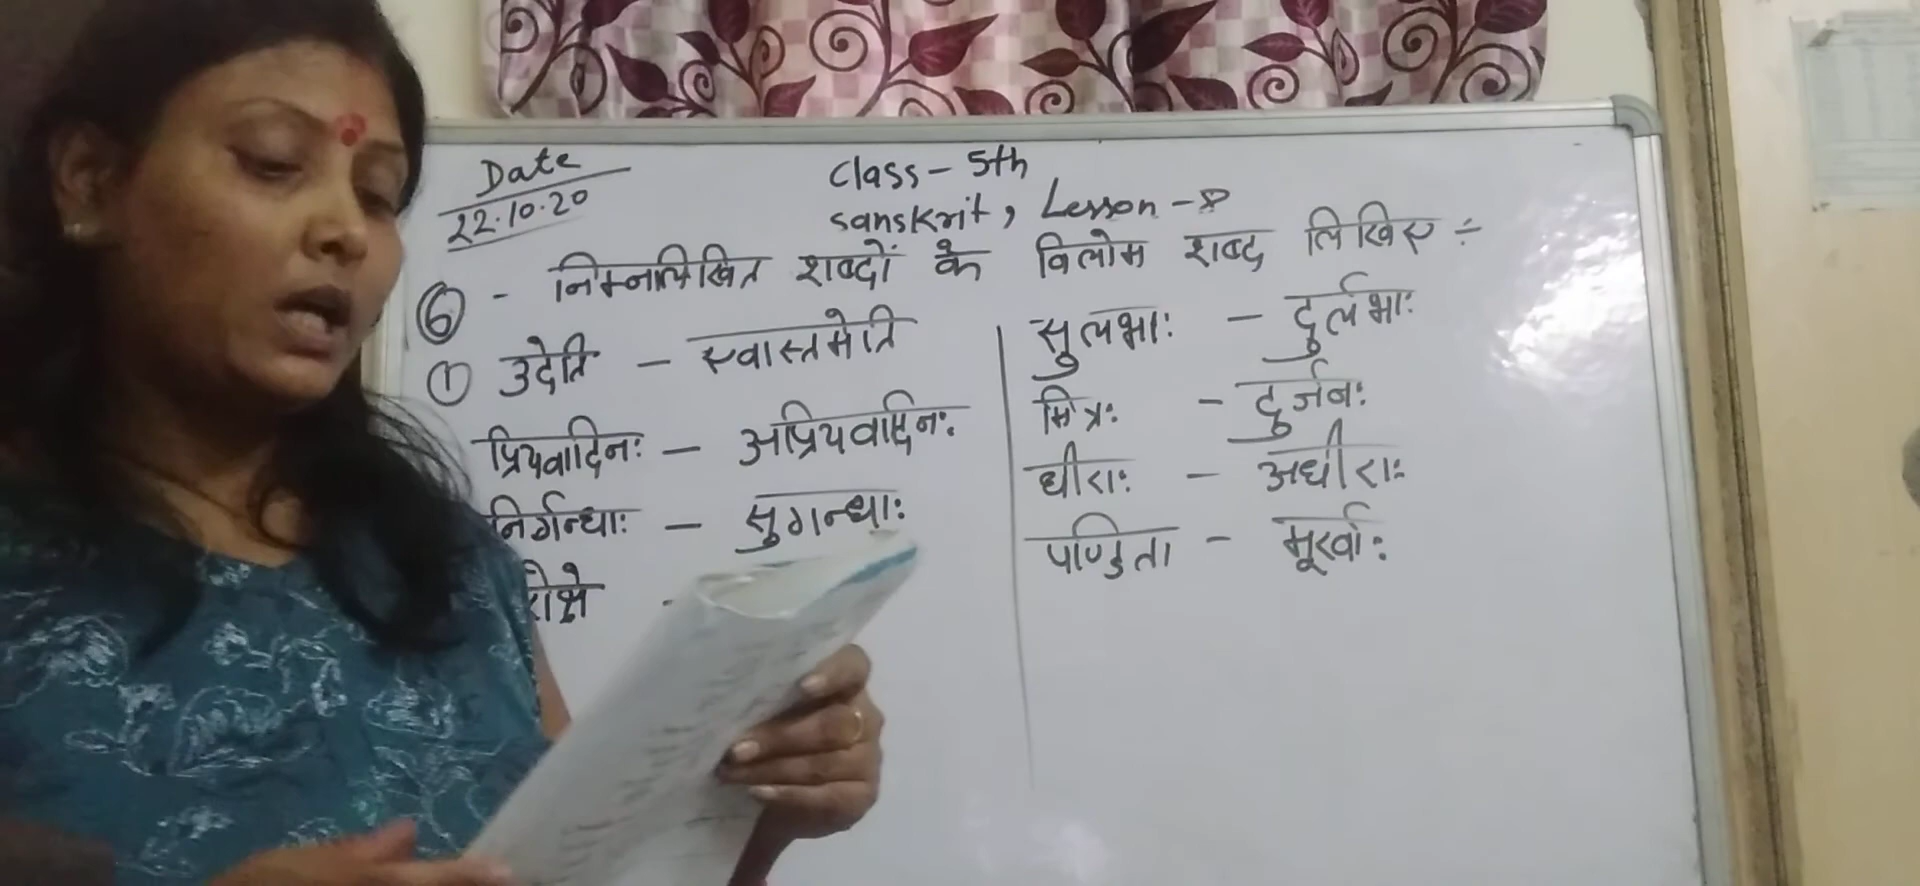 Date
22.10.20
Class - 5th
Sanskrit, Lesson - 8
6 - निम्नलिखित शब्दों के विलोम शब्द लिखिए ÷
① उदेति - स्वास्तमेति
प्रियवादिनः - अप्रियवादिनः
निर्गन्धाः - सुगन्धाः
सुलभाः - दुर्लभाः
मित्रः - दुर्जनः
धीराः - अधीराः
पण्डिता - मूर्खाः